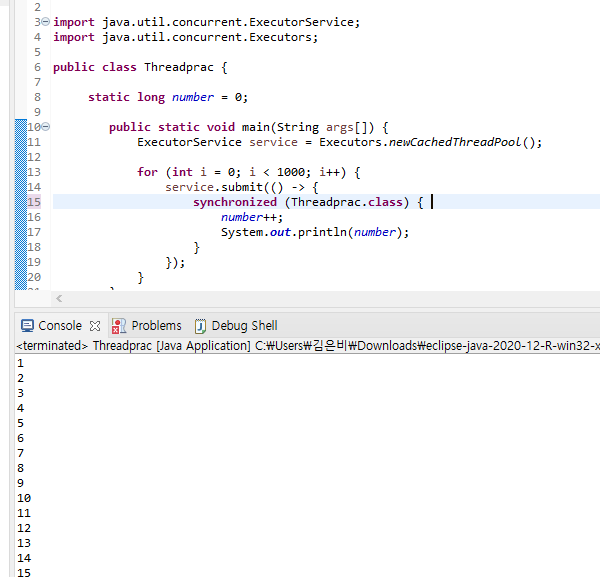 2
3 import java.util.concurrent.ExecutorService;
4 import java.util.concurrent.Executors;
5
6 public class Threadprac {
7
8 static long number = 0;
9
10 public static void main(String args[]) {
11 ExecutorService service = Executors.newCachedThreadPool();
12
13 for (int i = 0; i < 1000; i++) {
14 service.submit(() -> {
15 synchronized (Threadprac.class) {
16 number++;
17 System.out.println(number);
18 }
19 });
20 }
Console Problems Debug Shell
<terminated> Threadprac [Java Application] C:₩Users₩김은비₩Downloads₩eclipse-java-2020-12-R-win32-x
1
2
3
4
5
6
7
8
9
10
11
12
13
14
15